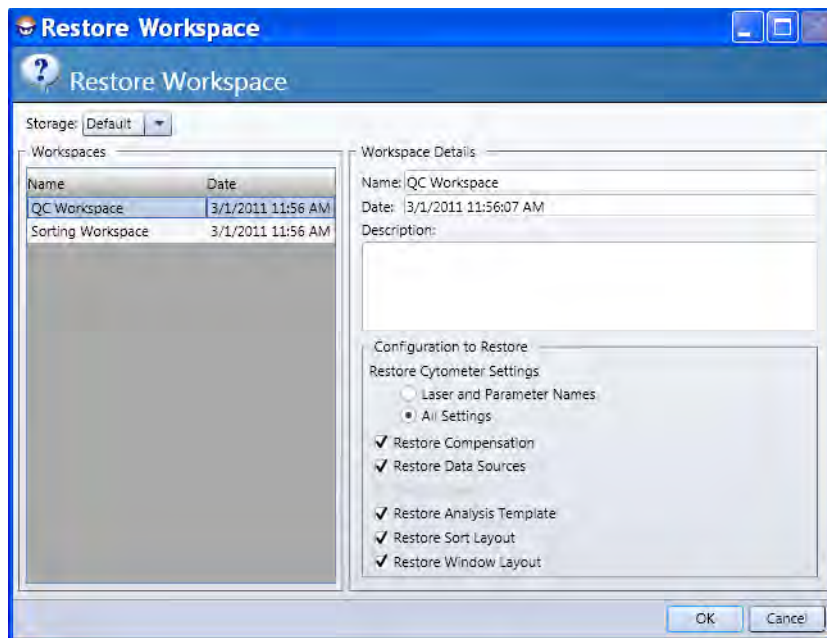 Restore Workspace
Restore Workspace
Storage: Default
Workspaces
Name Date
QC Workspace 3/1/2011 11:56 AM
Sorting Workspace 3/1/2011 11:56 AM
Workspace Details
Name: QC Workspace
Date: 3/1/2011 11:56:07 AM
Description:
Configuration to Restore
Restore Cytometer Settings
Laser and Parameter Names
All Settings
Restore Compensation
Restore Data Sources
Restore Analysis Template
Restore Sort Layout
Restore Window Layout
OK Cancel